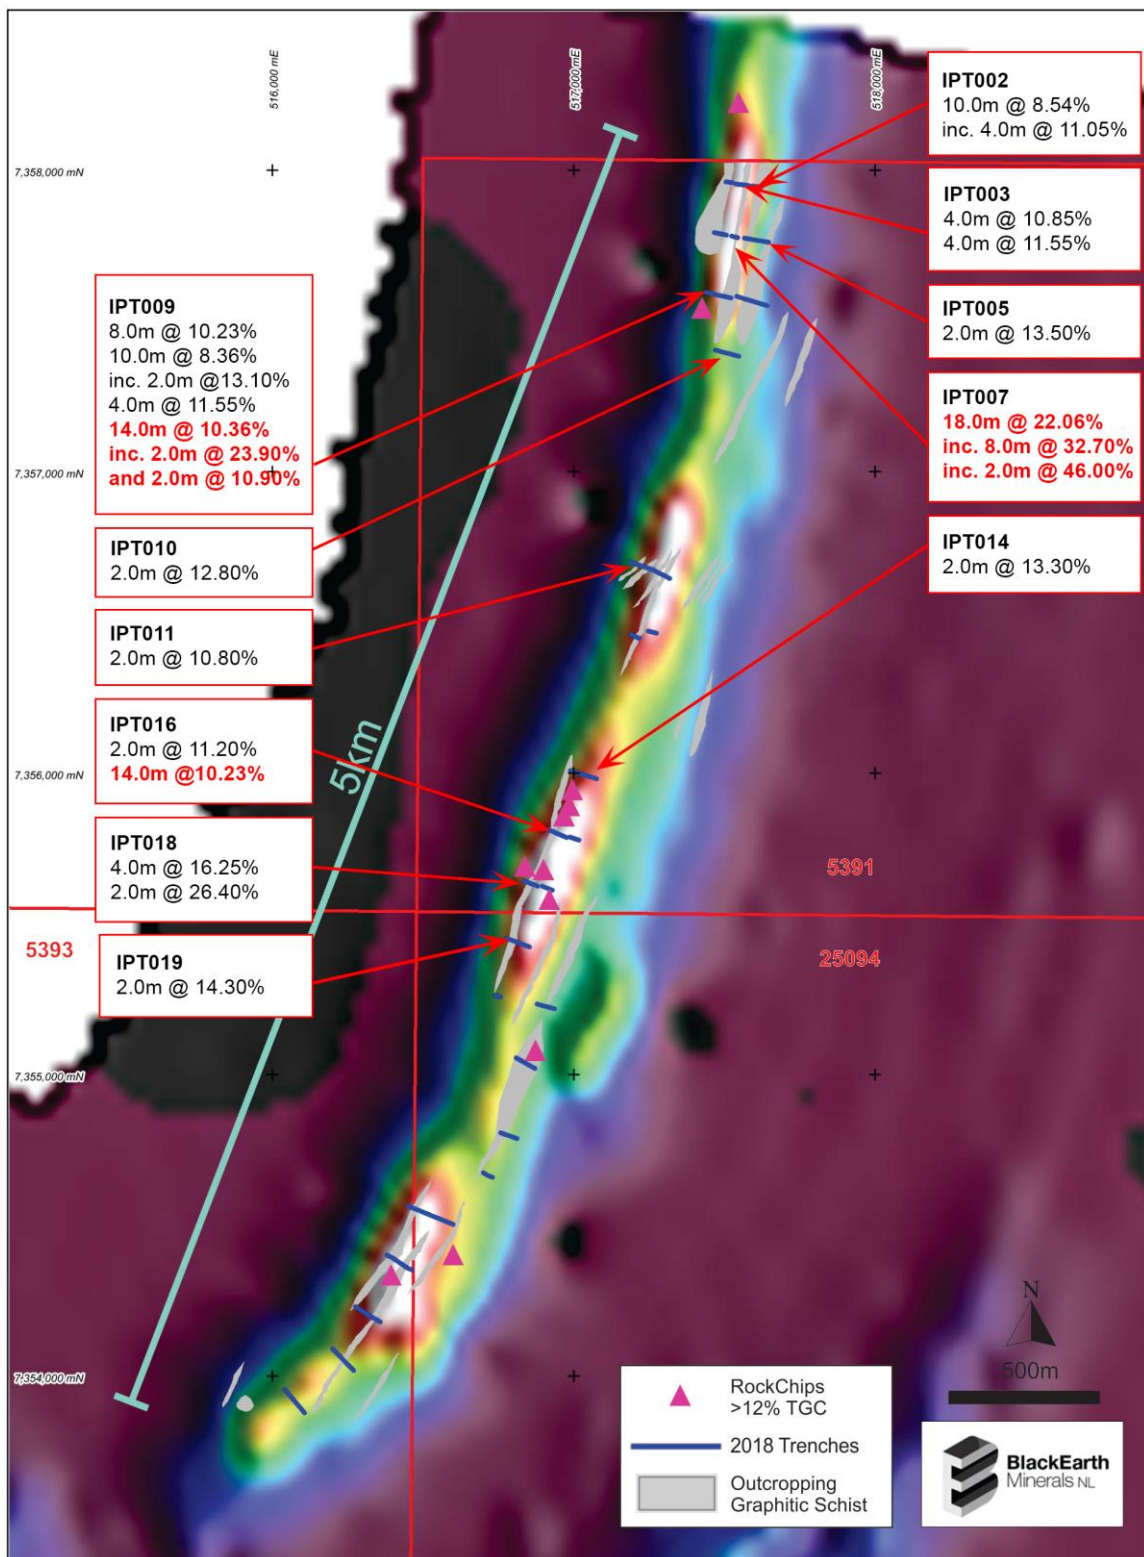 516,000 mE
517,000 mE
518,000 mE
7,358,000 mN
7,357,000 mN
7,356,000 mN
7,355,000 mN
7,354,000 mN
IPT002
10.0m @ 8.54%
inc. 4.0m @ 11.05%
IPT003
4.0m @ 10.85%
4.0m @ 11.55%
IPT005
2.0m @ 13.50%
IPT007
18.0m @ 22.06%
inc. 8.0m @ 32.70%
inc. 2.0m @ 46.00%
IPT014
2.0m @ 13.30%
IPT009
8.0m @ 10.23%
10.0m @ 8.36%
inc. 2.0m @13.10%
4.0m @ 11.55%
14.0m @ 10.36%
inc. 2.0m @ 23.90%
and 2.0m @ 10.90%
IPT010
2.0m @ 12.80%
IPT011
2.0m @ 10.80%
IPT016
2.0m @ 11.20%
14.0m @10.23%
IPT018
4.0m @ 16.25%
2.0m @ 26.40%
IPT019
2.0m @ 14.30%
5km
5391
5393
25094
N
500m
RockChips
>12% TGC
2018 Trenches
Outcropping
Graphitic Schist
BlackEarth
Minerals NL